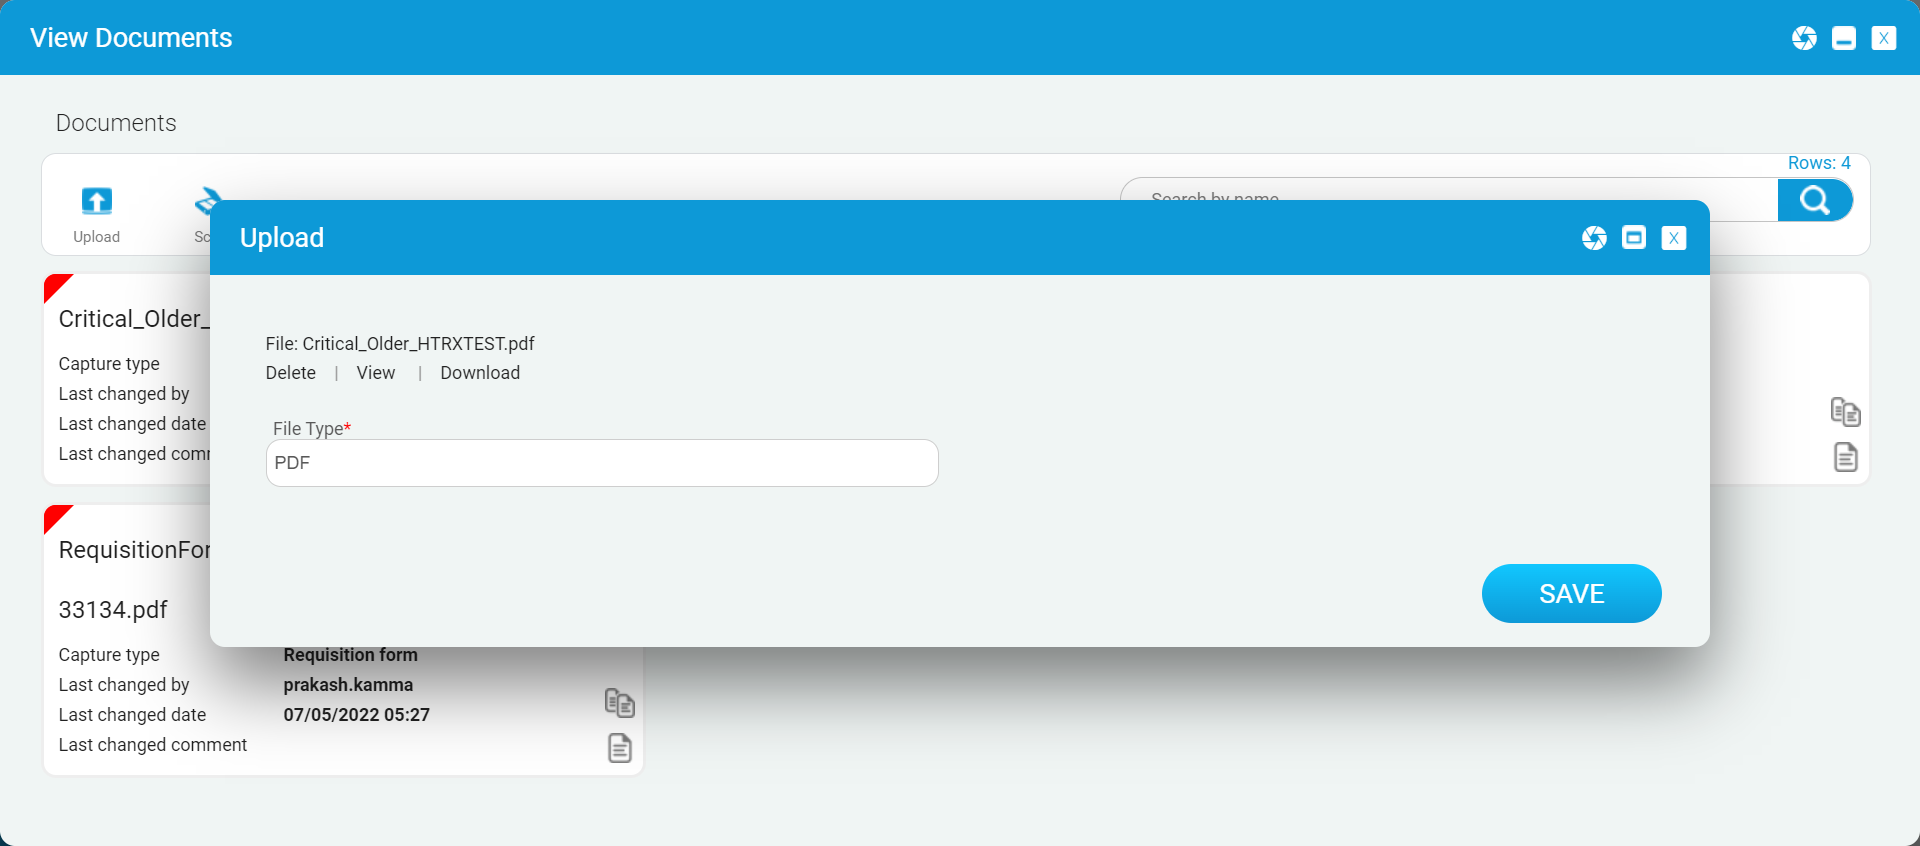 View Documents
X
Documents
Rows: 4
Search by name
Upload
Upload
X
Critical_Older_
File: Critical_Older_HTRXTEST.pdf
Delete | View | Download
Capture type
Last changed by
Last changed date
File Type*
Last changed
PDF
RequisitionFor
SAVE
33134.pdf
Capture type Requisition form
Last changed by prakash.kamma
Last changed date 07/05/2022 05:27
Last changed comment